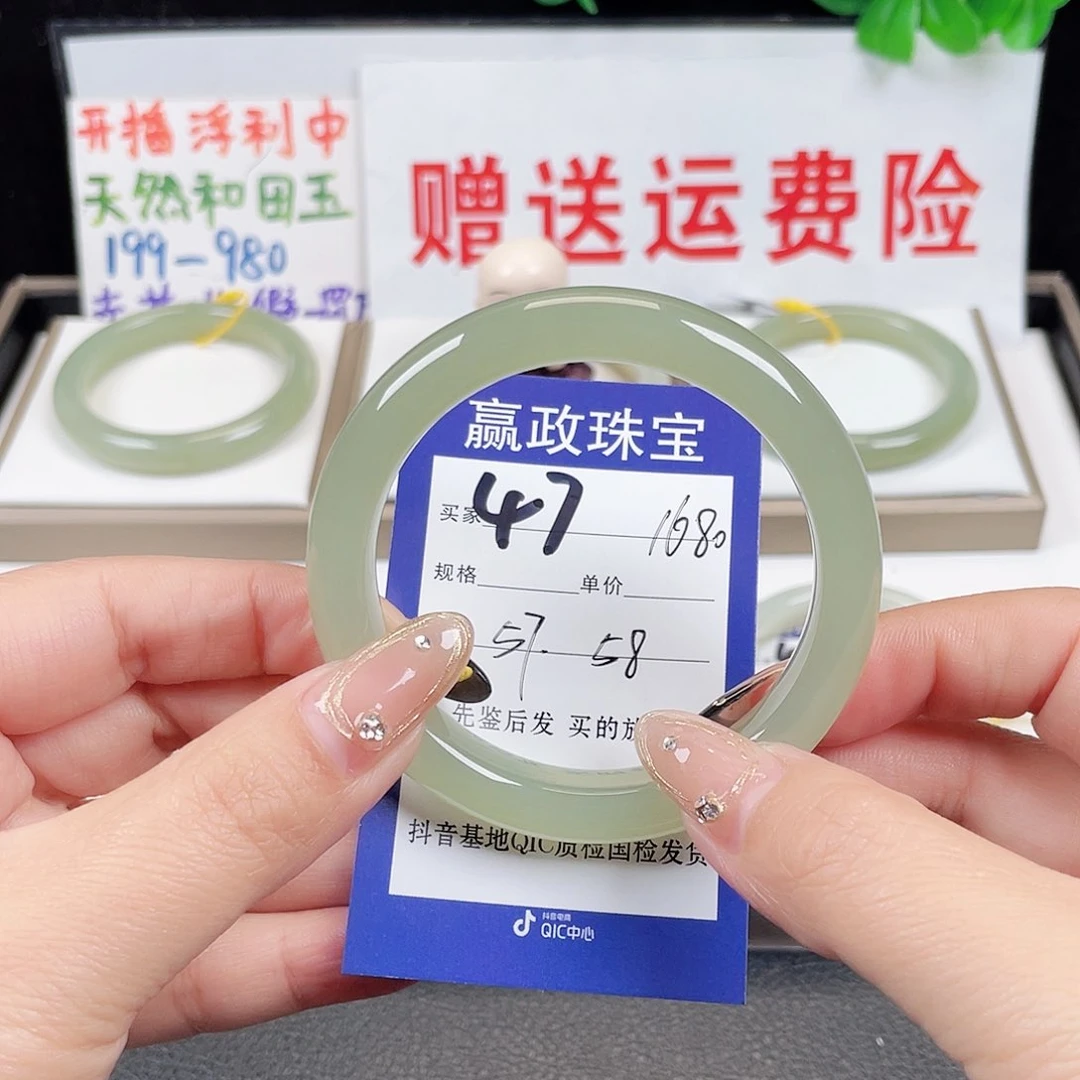 开播浮利中
天然和田玉
199-980
赠送运费险
赢政珠宝
买家 47 1680
规格 单价
57. 58
先鉴后发 买的放
抖音基地QIC质检国检发货
抖音电商
QIC中心